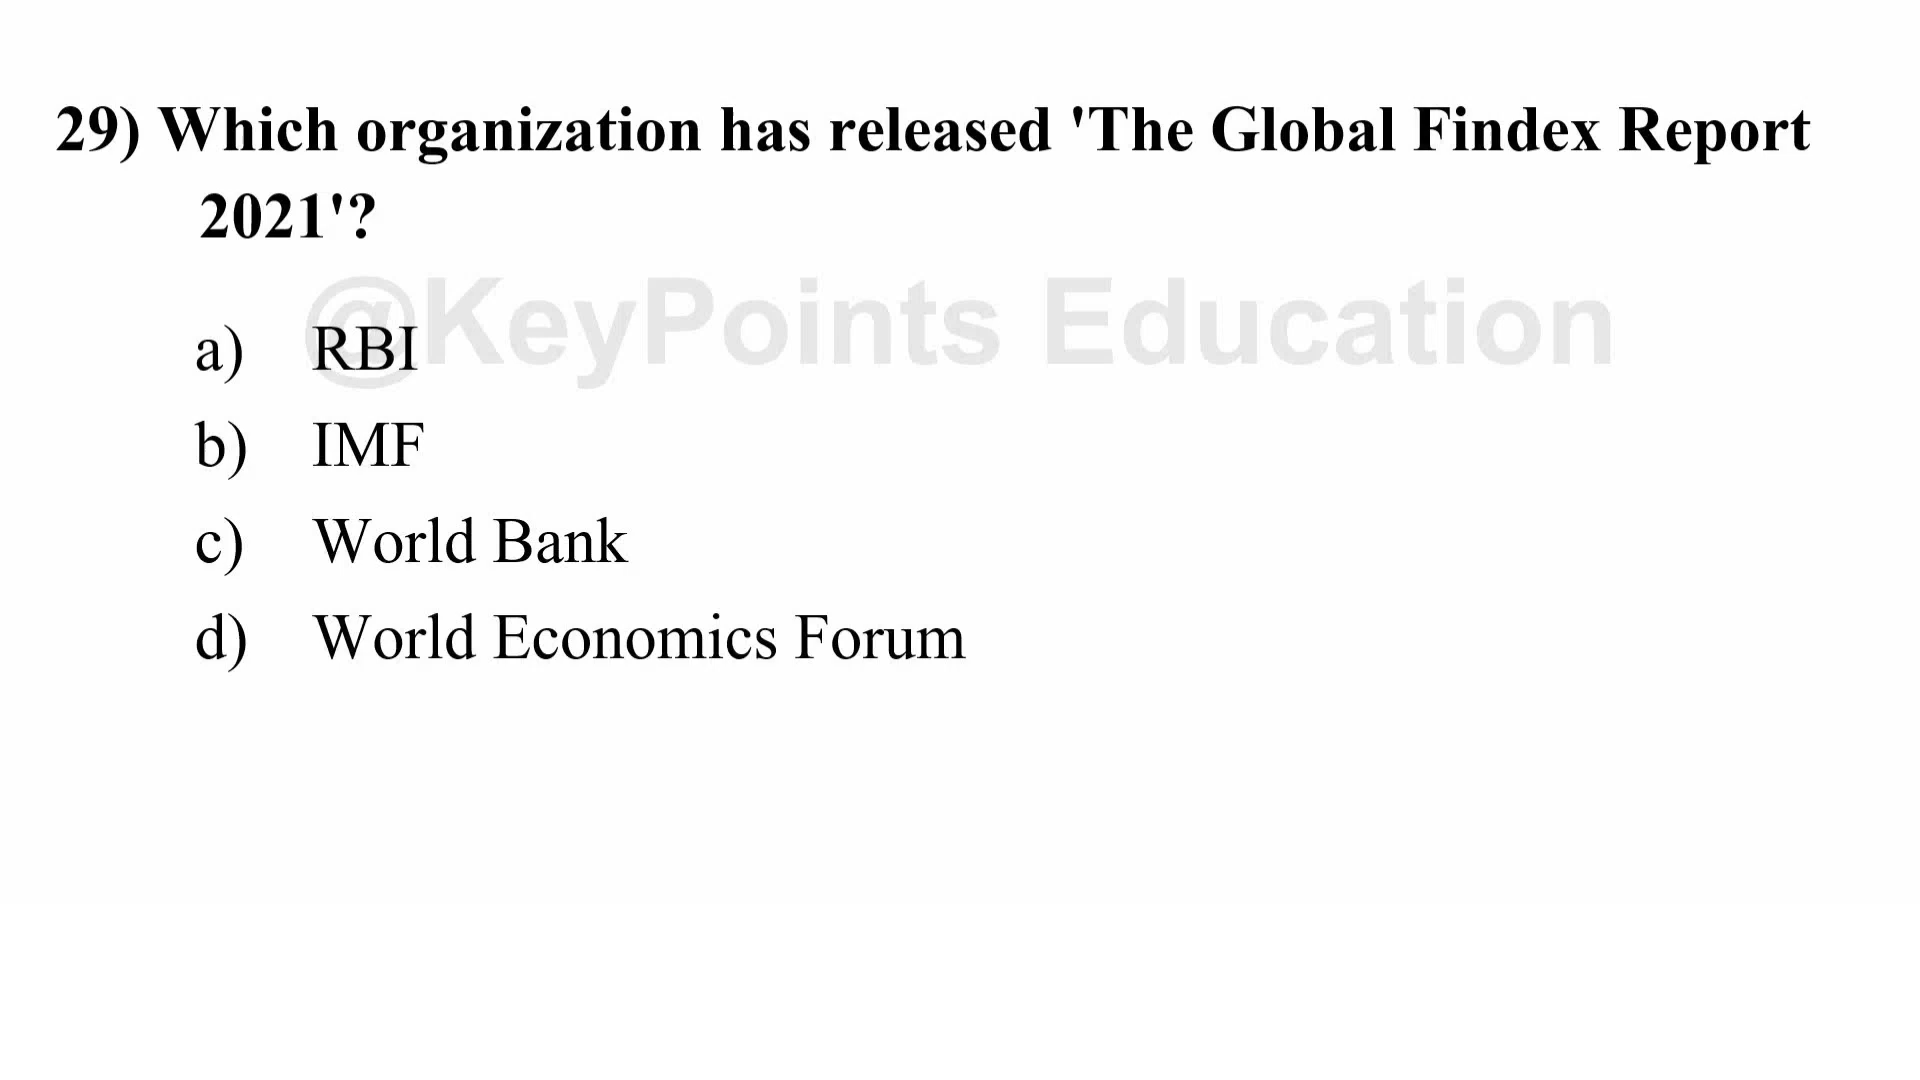 29) Which organization has released 'The Global Findex Report
2021'?
@KeyPoints Education
a) RBI
b) IMF
c) World Bank
d) World Economics Forum